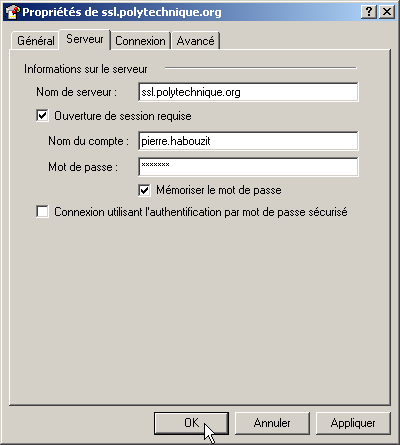 Propriétés de ssl.polytechnique.org
Général Serveur Connexion Avancé
Informations sur le serveur
Nom de serveur : ssl.polytechnique.org
Ouverture de session requise
Nom du compte : pierre.habouzit
Mot de passe : *******
Mémoriser le mot de passe
Connexion utilisant l'authentification par mot de passe sécurisé
OK Annuler Appliquer